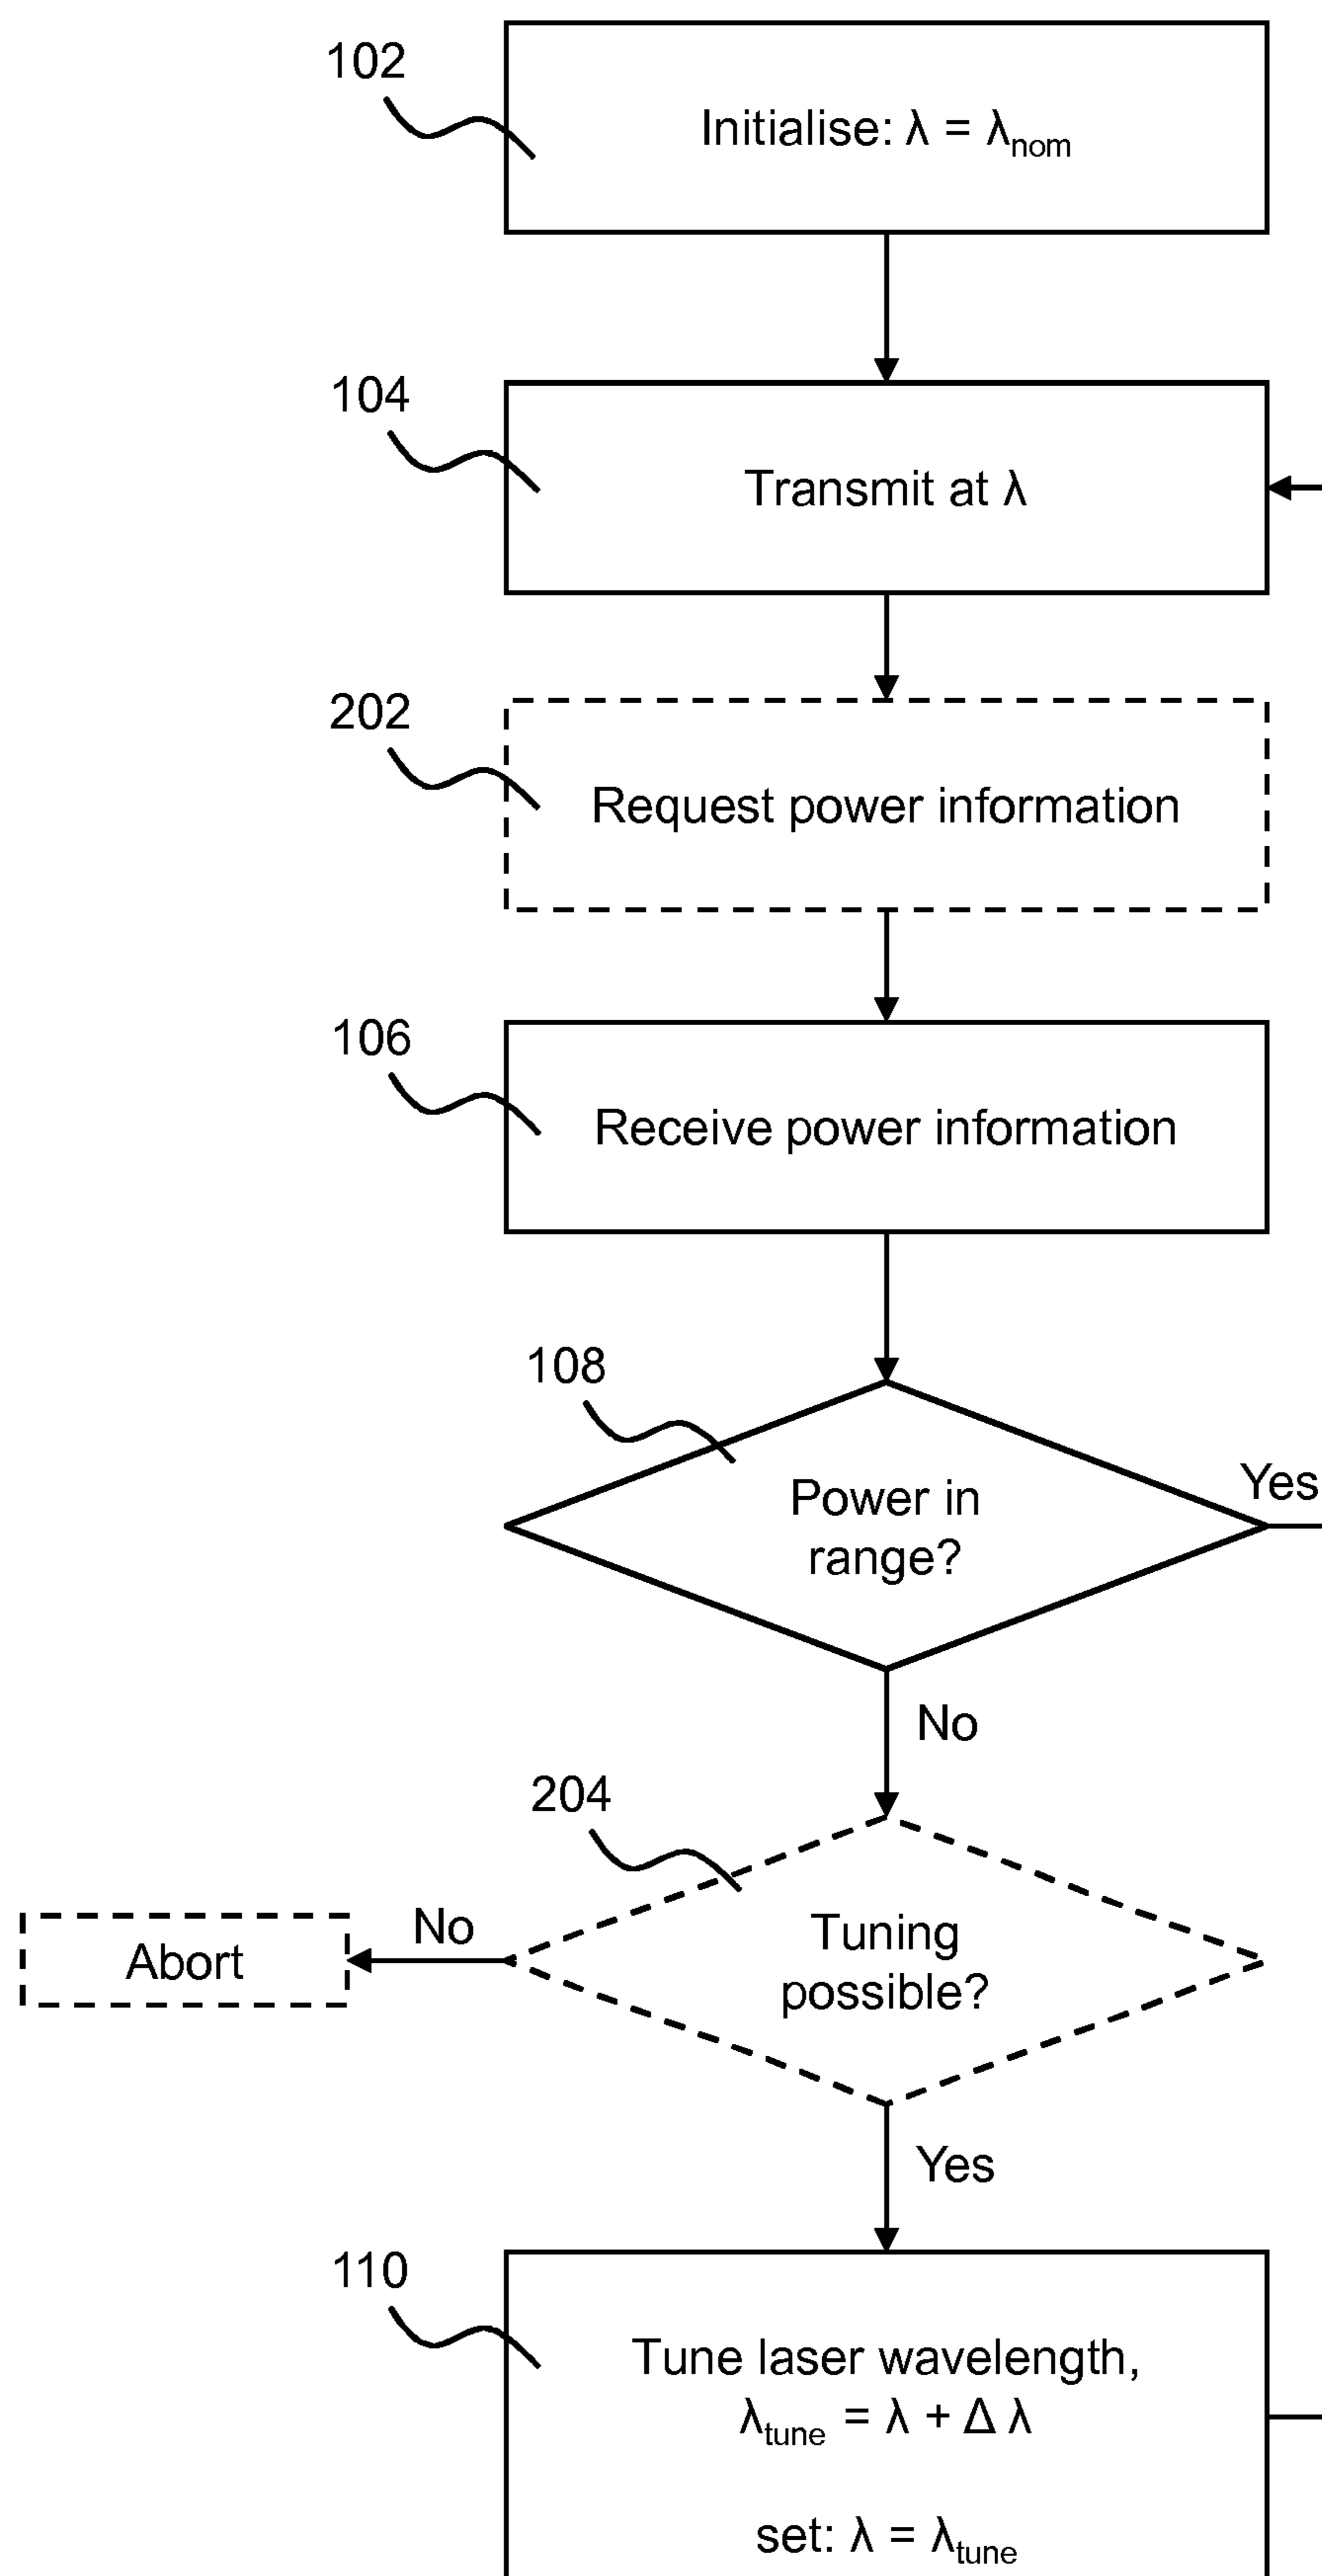 102
Initialise: λ = λnom
104
Transmit at λ
202
Request power information
106
Receive power information
108
Power in
range?
Yes
No
204
Tuning
possible?
No
Abort
Yes
110
Tune laser wavelength,
λtune = λ + Δ λ
set: λ = λtune